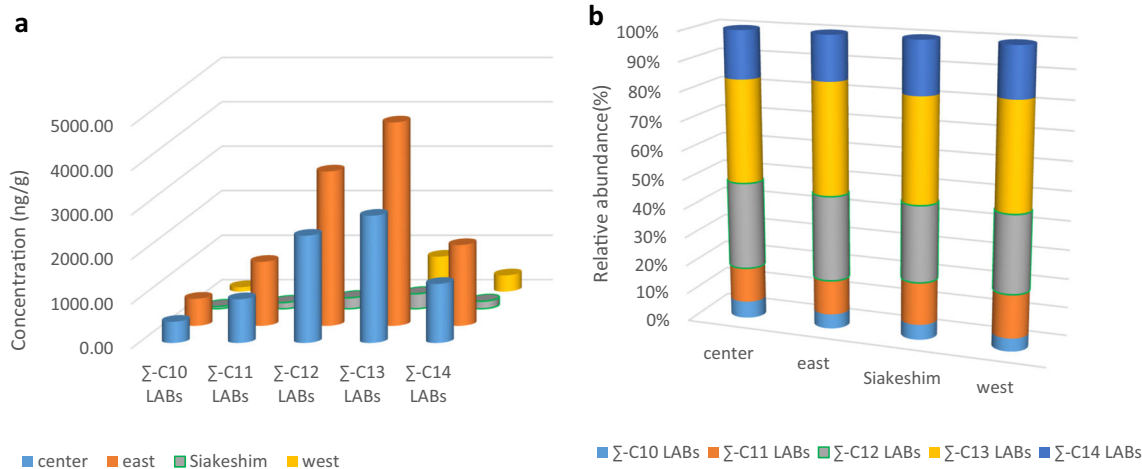 a
Concentration (ng/g)
5000.00
4000.00
3000.00
2000.00
1000.00
0.00
∑-C10 LABs
∑-C11 LABs
∑-C12 LABs
∑-C13 LABs
∑-C14 LABs
center east Siakeshim west
b
Relative abundance(%)
100%
90%
80%
70%
60%
50%
40%
30%
20%
10%
0%
center
east
Siakeshim
west
∑-C10 LABs ∑-C11 LABs ∑-C12 LABs ∑-C13 LABs ∑-C14 LABs